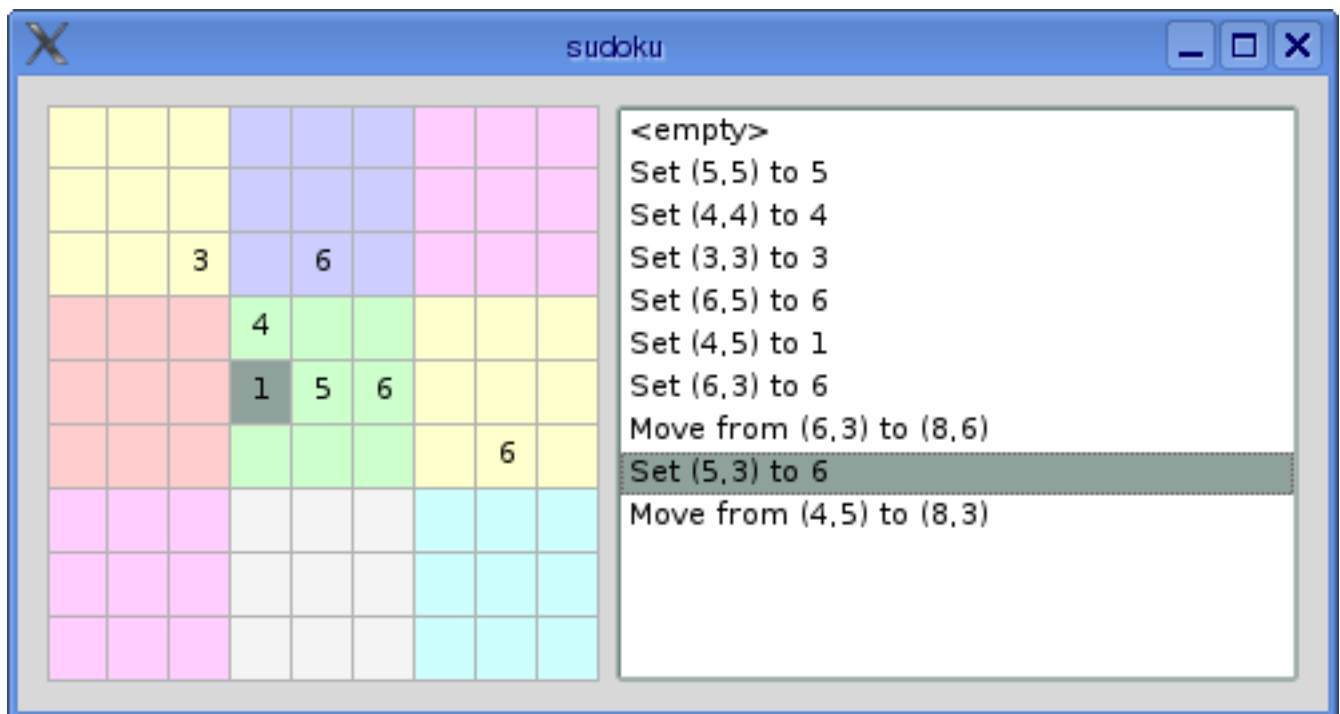 sudoku
3 6
4
1 5 6
6
<empty>
Set (5,5) to 5
Set (4,4) to 4
Set (3,3) to 3
Set (6,5) to 6
Set (4,5) to 1
Set (6,3) to 6
Move from (6,3) to (8,6)
Set (5,3) to 6
Move from (4,5) to (8,3)